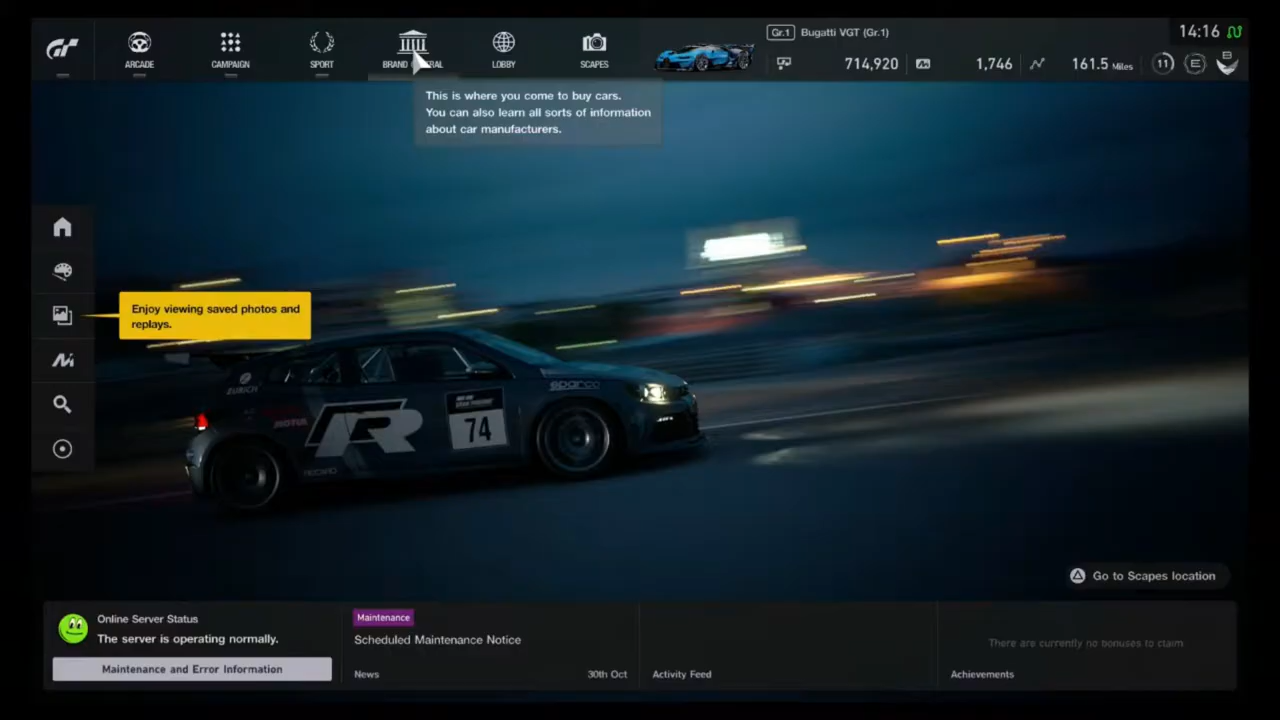 ARCADE
CAMPAIGN
SPORT
BRAND
LOBBY
SCAPES
Gr.1 Bugatti VGT (Gr.1)
714,920
1,746
161.5 Miles
11
E
B
14:16
This is where you come to buy cars.
You can also learn all sorts of information
about car manufacturers.
Enjoy viewing saved photos and
replays.
ZURICH
MOTUL
RECARO
R
74
sparco
Go to Scapes location
Online Server Status
The server is operating normally.
Maintenance and Error Information
Maintenance
Scheduled Maintenance Notice
News
30th Oct
Activity Feed
There are currently no bonuses to claim
Achievements